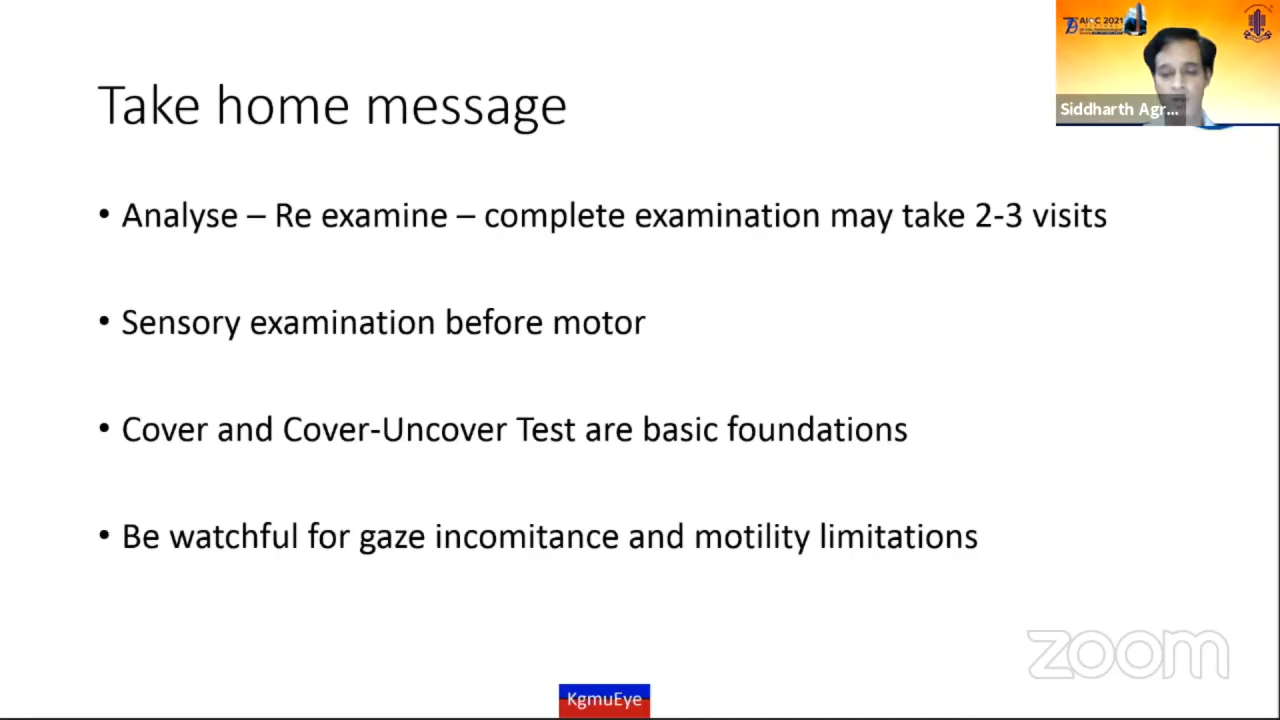 AIOC 2021
Siddharth Agr...
Take home message
• Analyse – Re examine – complete examination may take 2-3 visits
• Sensory examination before motor
• Cover and Cover-Uncover Test are basic foundations
• Be watchful for gaze incomitance and motility limitations
zoom
KgmuEye